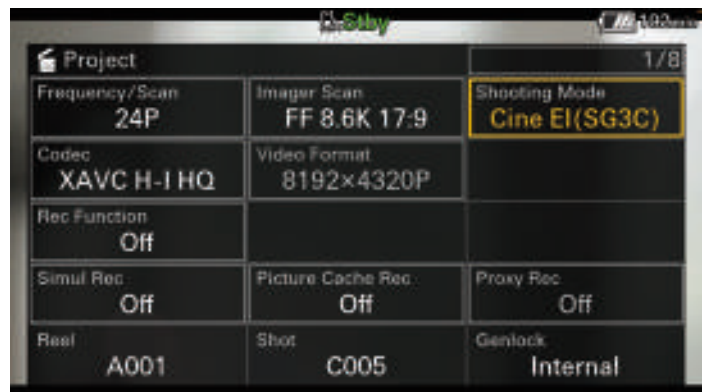 Stby 102min
Project 1/8
Frequency/Scan Imager Scan Shooting Mode
24P FF 8.6K 17:9 Cine EI(SG3C)
Codec Video Format
XAVC H-I HQ 8192×4320P
Rec Function
Off
Simul Rec Picture Cache Rec Proxy Rec
Off Off Off
Reel Shot Genlock
A001 C005 Internal